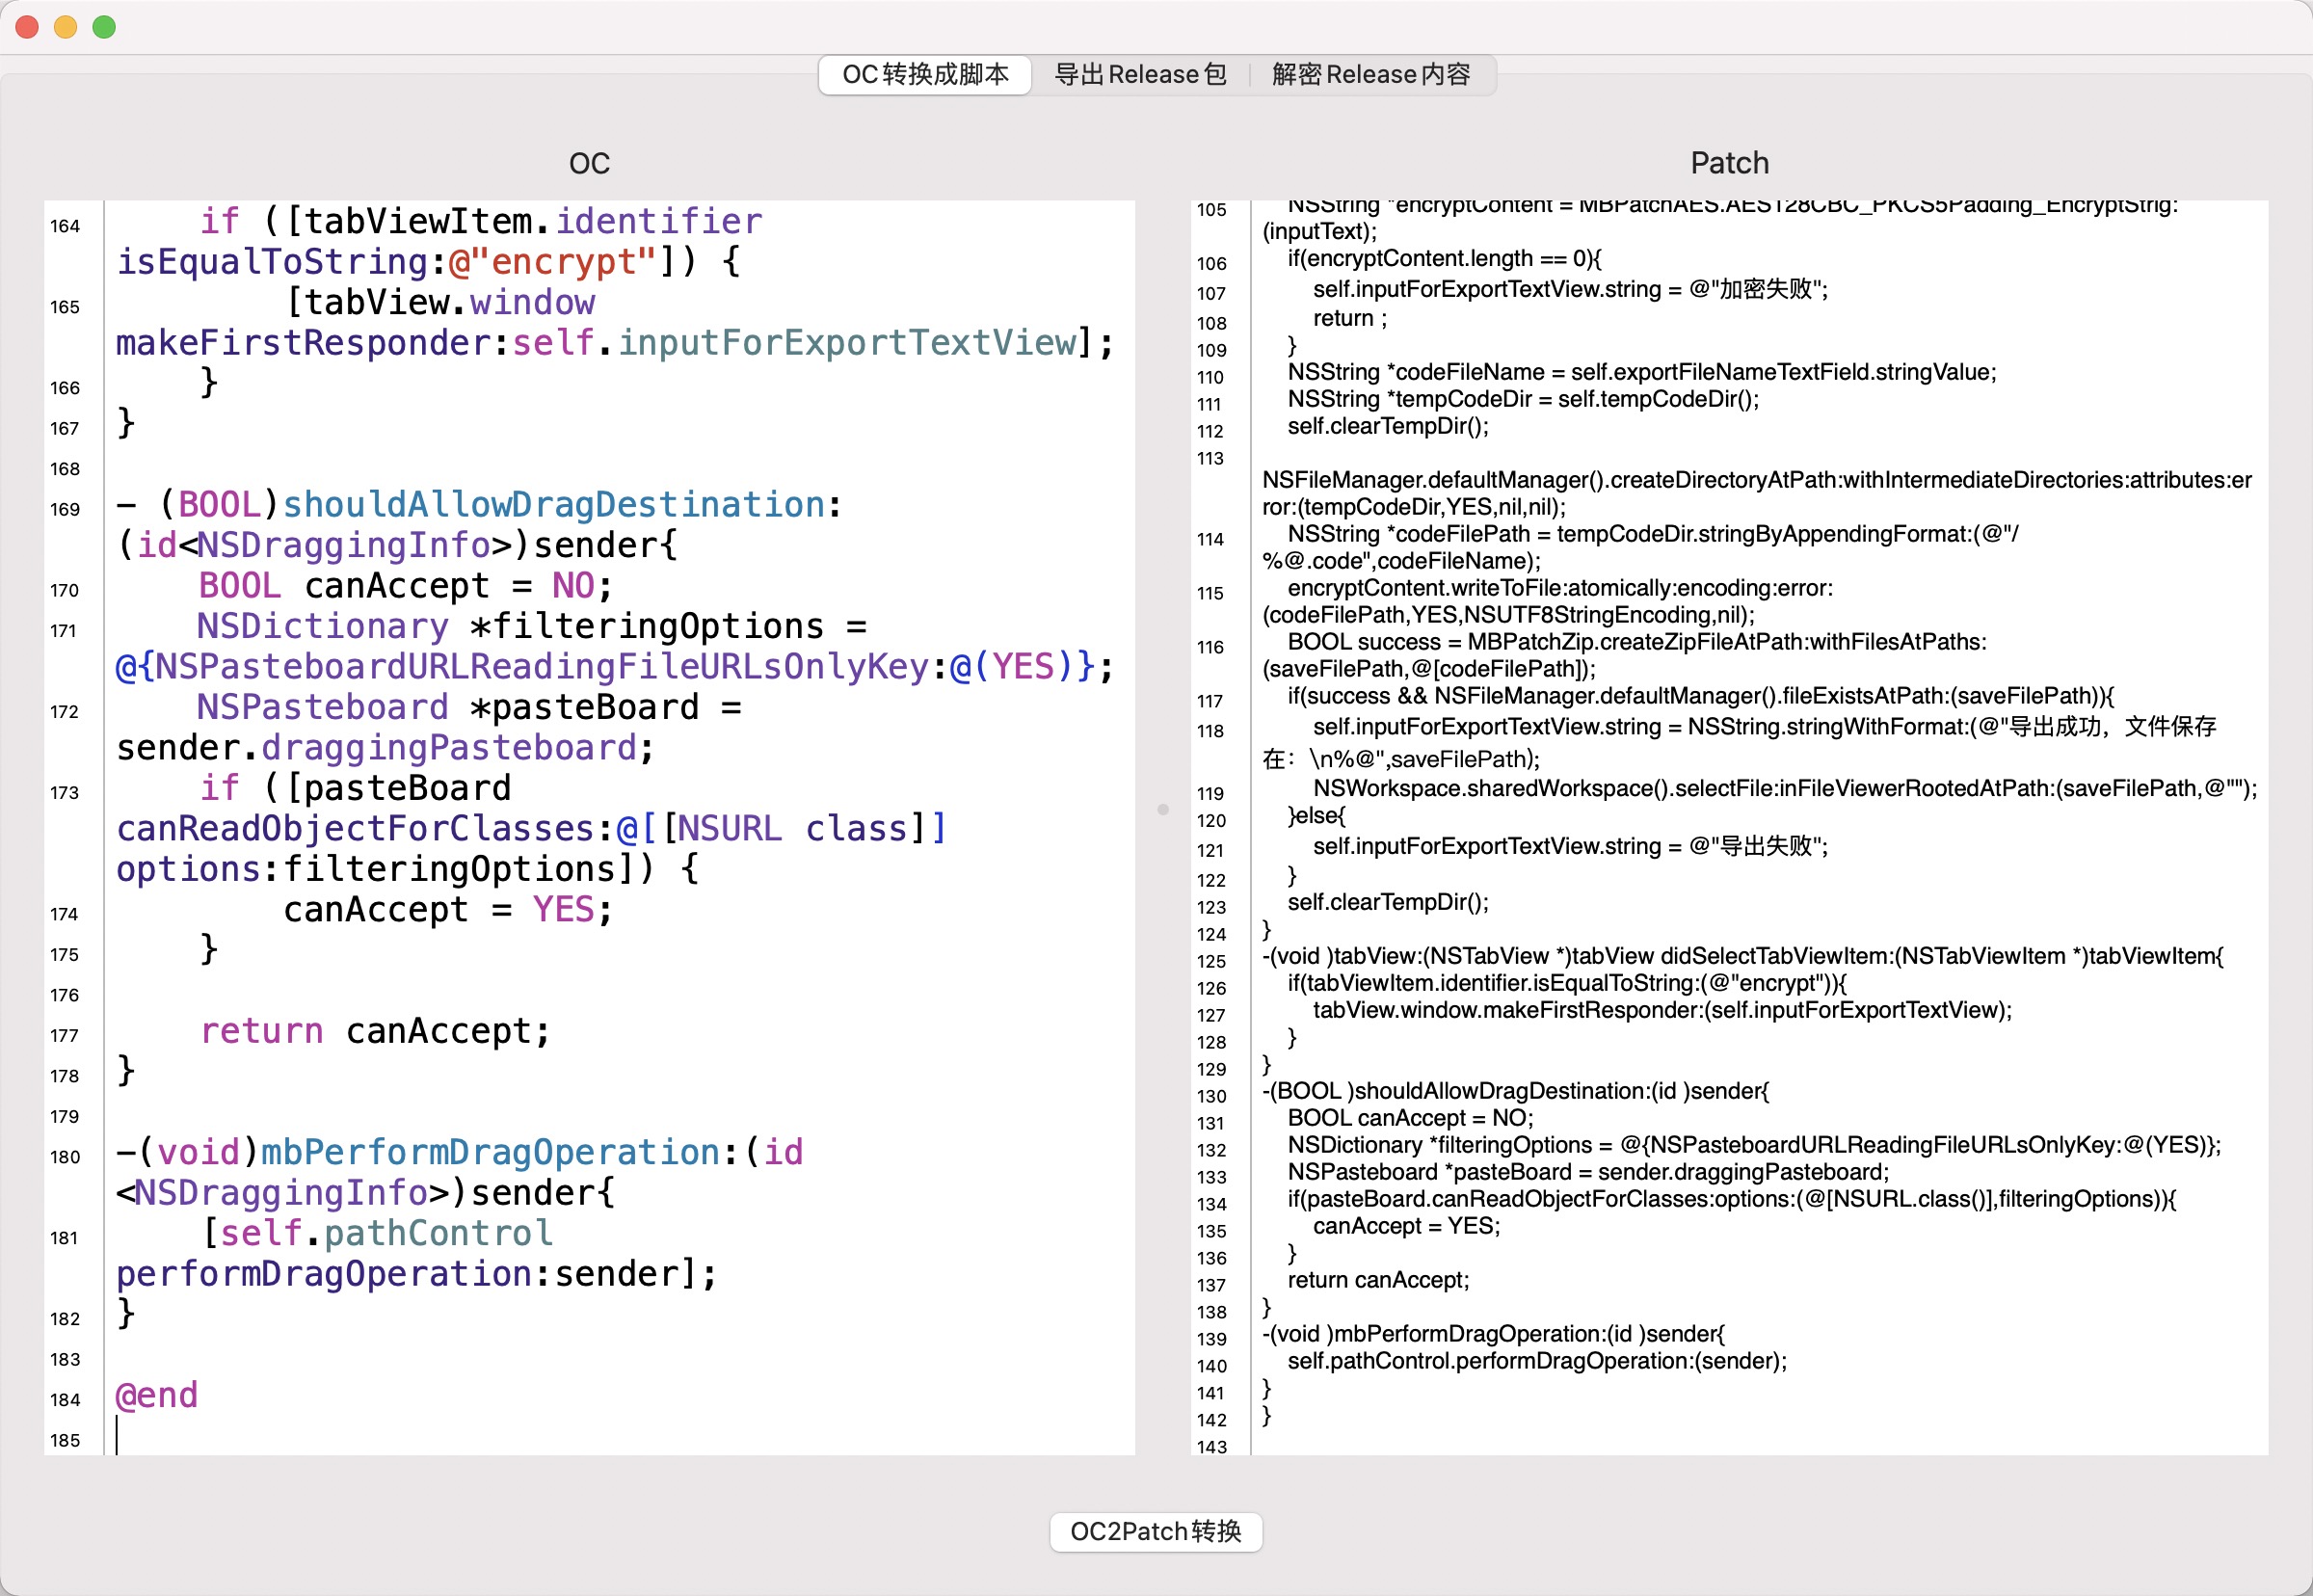 OC转换成脚本 导出Release包 解密Release内容
OC
164 if ([tabViewItem.identifier
isEqualToString:@"encrypt"]) {
165 [tabView.window
makeFirstResponder:self.inputForExportTextView];
166 }
167 }
168
169 - (BOOL)shouldAllowDragDestination:
(id<NSDraggingInfo>)sender{
170 BOOL canAccept = NO;
171 NSDictionary *filteringOptions =
@{NSPasteboardURLReadingFileURLsOnlyKey:@(YES)};
172 NSPasteboard *pasteBoard =
sender.draggingPasteboard;
173 if ([pasteBoard
canReadObjectForClasses:@[[NSURL class]]
options:filteringOptions]) {
174 canAccept = YES;
175 }
176
177 return canAccept;
178 }
179
180 -(void)mbPerformDragOperation:(id
<NSDraggingInfo>)sender{
181 [self.pathControl
performDragOperation:sender];
182 }
183
184 @end
185
Patch
105 NSString *encryptContent = MBPatchAES.AES128CBC_PKCS5Padding_EncryptStrig:
(inputText);
106 if(encryptContent.length == 0){
107 self.inputForExportTextView.string = @"加密失败";
108 return ;
109 }
110 NSString *codeFileName = self.exportFileNameTextField.stringValue;
111 NSString *tempCodeDir = self.tempCodeDir();
112 self.clearTempDir();
113
NSFileManager.defaultManager().createDirectoryAtPath:withIntermediateDirectories:attributes:er
ror:(tempCodeDir,YES,nil,nil);
114 NSString *codeFilePath = tempCodeDir.stringByAppendingFormat:(@"/
%@.code",codeFileName);
115 encryptContent.writeToFile:atomically:encoding:error:
(codeFilePath,YES,NSUTF8StringEncoding,nil);
116 BOOL success = MBPatchZip.createZipFileAtPath:withFilesAtPaths:
(saveFilePath,@[codeFilePath]);
117 if(success && NSFileManager.defaultManager().fileExistsAtPath:(saveFilePath)){
118 self.inputForExportTextView.string = NSString.stringWithFormat:(@"导出成功，文件保存
在：\n%@",saveFilePath);
119 NSWorkspace.sharedWorkspace().selectFile:inFileViewerRootedAtPath:(saveFilePath,@"");
120 }else{
121 self.inputForExportTextView.string = @"导出失败";
122 }
123 self.clearTempDir();
124 }
125 -(void )tabView:(NSTabView *)tabView didSelectTabViewItem:(NSTabViewItem *)tabViewItem{
126 if(tabViewItem.identifier.isEqualToString:(@"encrypt")){
127 tabView.window.makeFirstResponder:(self.inputForExportTextView);
128 }
129 }
130 -(BOOL )shouldAllowDragDestination:(id )sender{
131 BOOL canAccept = NO;
132 NSDictionary *filteringOptions = @{NSPasteboardURLReadingFileURLsOnlyKey:@(YES)};
133 NSPasteboard *pasteBoard = sender.draggingPasteboard;
134 if(pasteBoard.canReadObjectForClasses:options:(@[NSURL.class()],filteringOptions)){
135 canAccept = YES;
136 }
137 return canAccept;
138 }
139 -(void )mbPerformDragOperation:(id )sender{
140 self.pathControl.performDragOperation:(sender);
141 }
142 }
143
OC2Patch转换